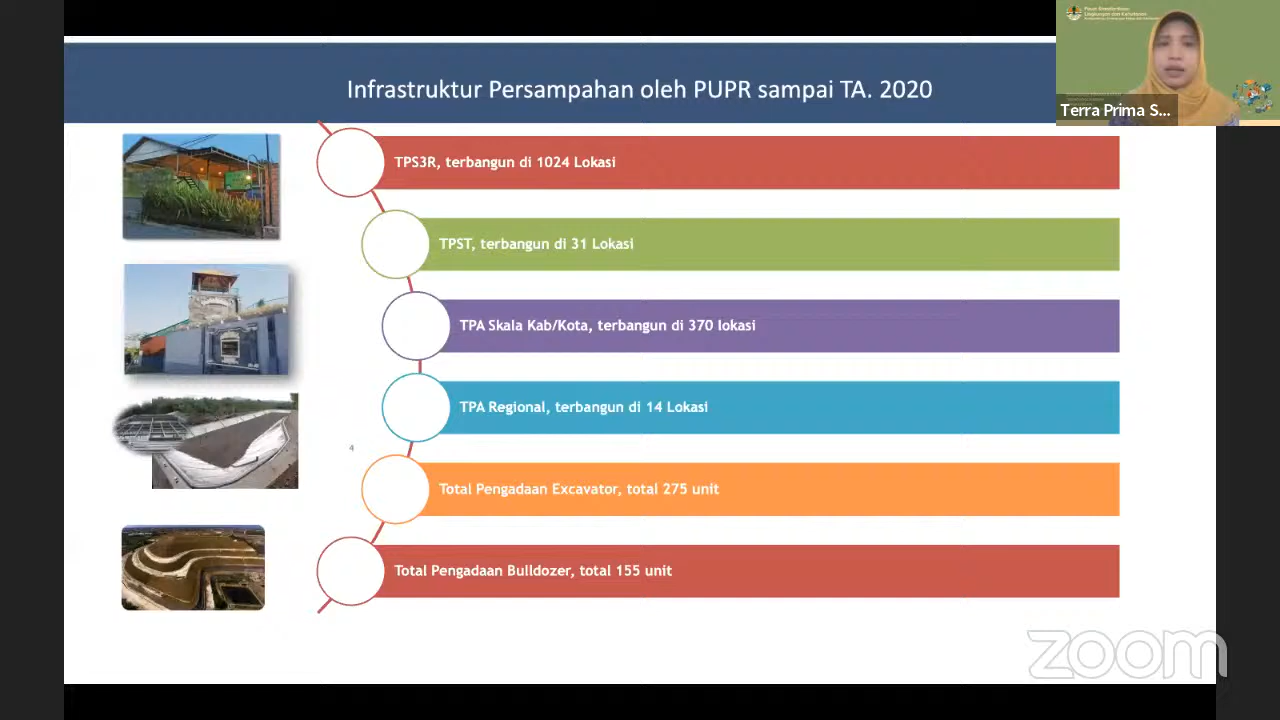 Infrastruktur Persampahan oleh PUPR sampai TA. 2020
Terra Prima S...
TPS3R, terbangun di 1024 Lokasi
TPST, terbangun di 31 Lokasi
TPA Skala Kab/Kota, terbangun di 370 lokasi
TPA Regional, terbangun di 14 Lokasi
4
Total Pengadaan Excavator, total 275 unit
Total Pengadaan Bulldozer, total 155 unit
zoom